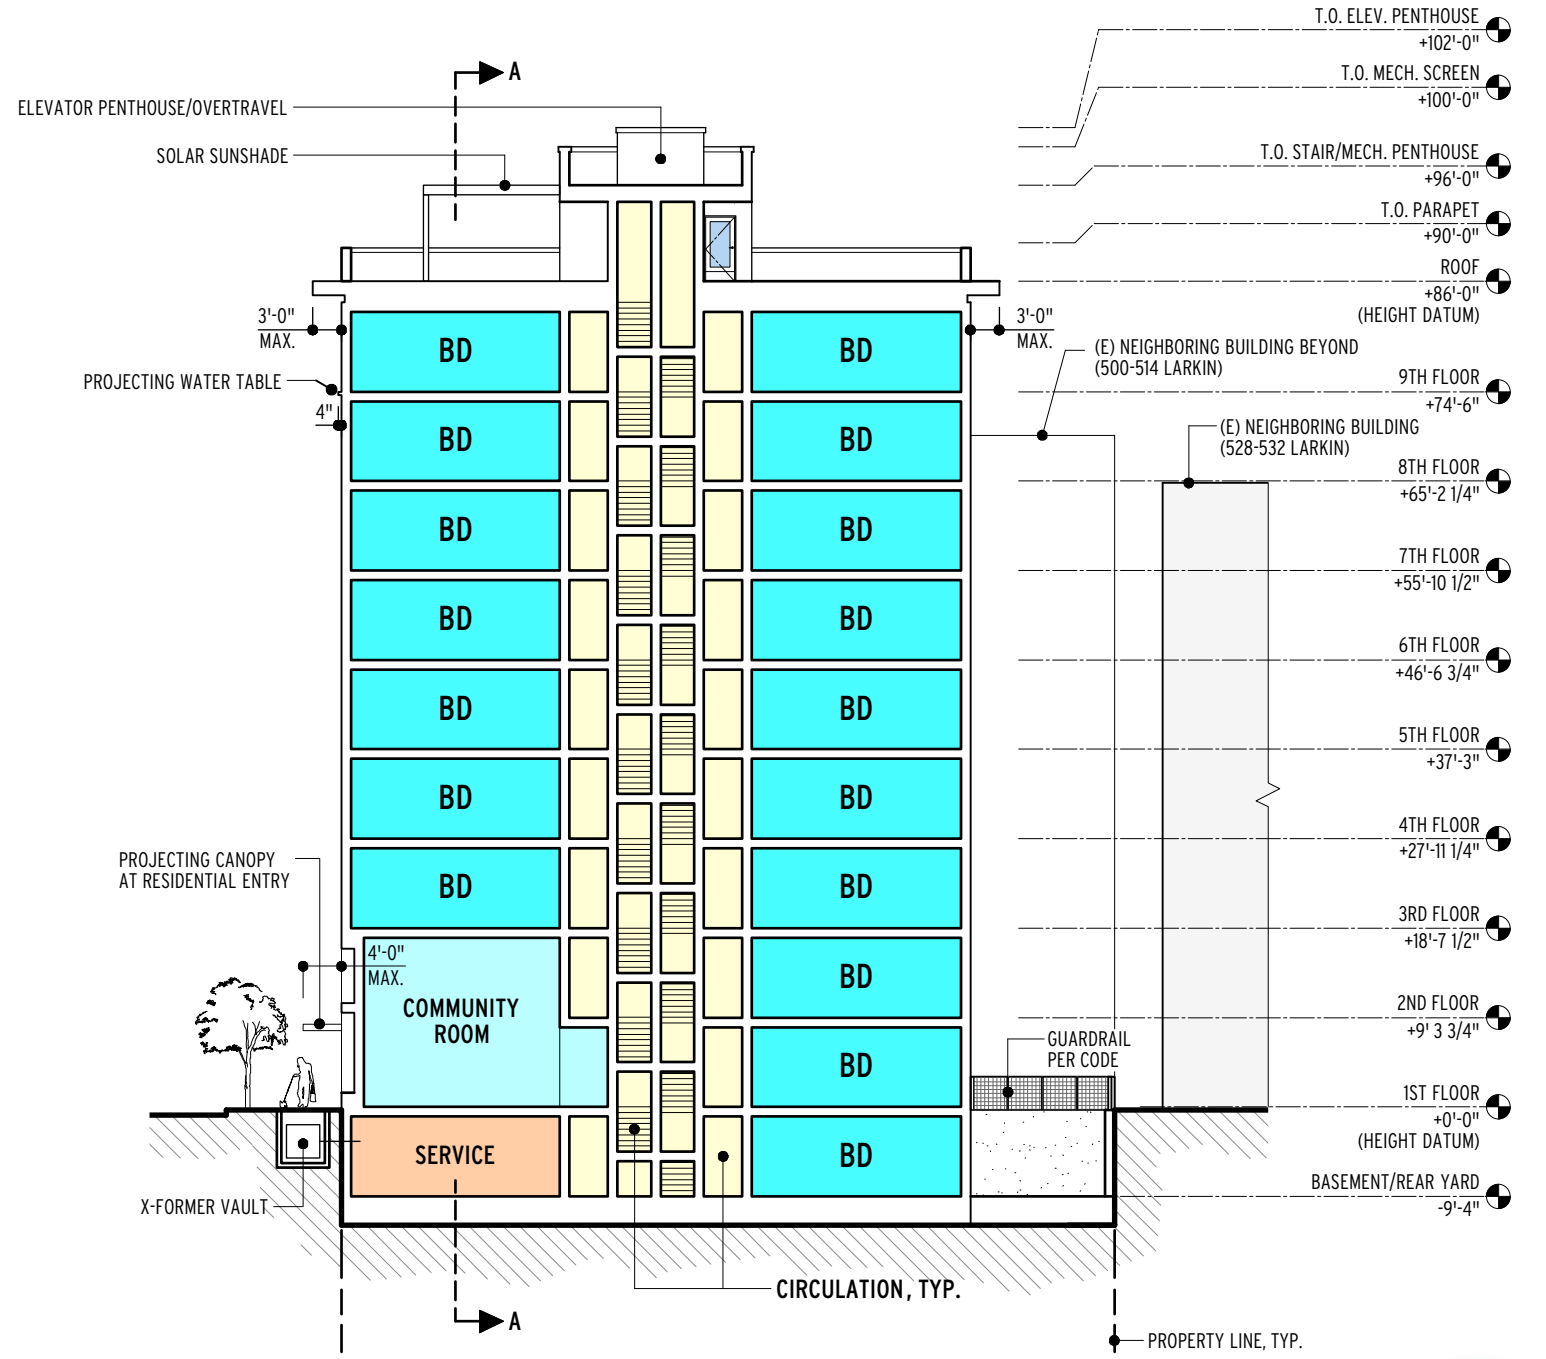 T.O. ELEV. PENTHOUSE
+102'-0"
A
T.O. MECH. SCREEN
+100'-0"
ELEVATOR PENTHOUSE/OVERTRAVEL
SOLAR SUNSHADE
T.O. STAIR/MECH. PENTHOUSE
+96'-0"
T.O. PARAPET
+90'-0"
ROOF
+86'-0"
(HEIGHT DATUM)
3'-0"
MAX.
3'-0"
MAX.
BD
BD
(E) NEIGHBORING BUILDING BEYOND
(500-514 LARKIN)
PROJECTING WATER TABLE
9TH FLOOR
+74'-6"
4"
BD
BD
(E) NEIGHBORING BUILDING
(528-532 LARKIN)
8TH FLOOR
+65'-2 1/4"
BD
BD
7TH FLOOR
+55'-10 1/2"
BD
BD
6TH FLOOR
+46'-6 3/4"
BD
BD
5TH FLOOR
+37'-3"
BD
BD
4TH FLOOR
+27'-11 1/4"
PROJECTING CANOPY
AT RESIDENTIAL ENTRY
BD
BD
3RD FLOOR
+18'-7 1/2"
4'-0"
MAX.
BD
COMMUNITY
ROOM
2ND FLOOR
+9' 3 3/4"
GUARDRAIL
PER CODE
BD
1ST FLOOR
+0'-0"
(HEIGHT DATUM)
SERVICE
BD
BASEMENT/REAR YARD
-9'-4"
X-FORMER VAULT
CIRCULATION, TYP.
A
PROPERTY LINE, TYP.